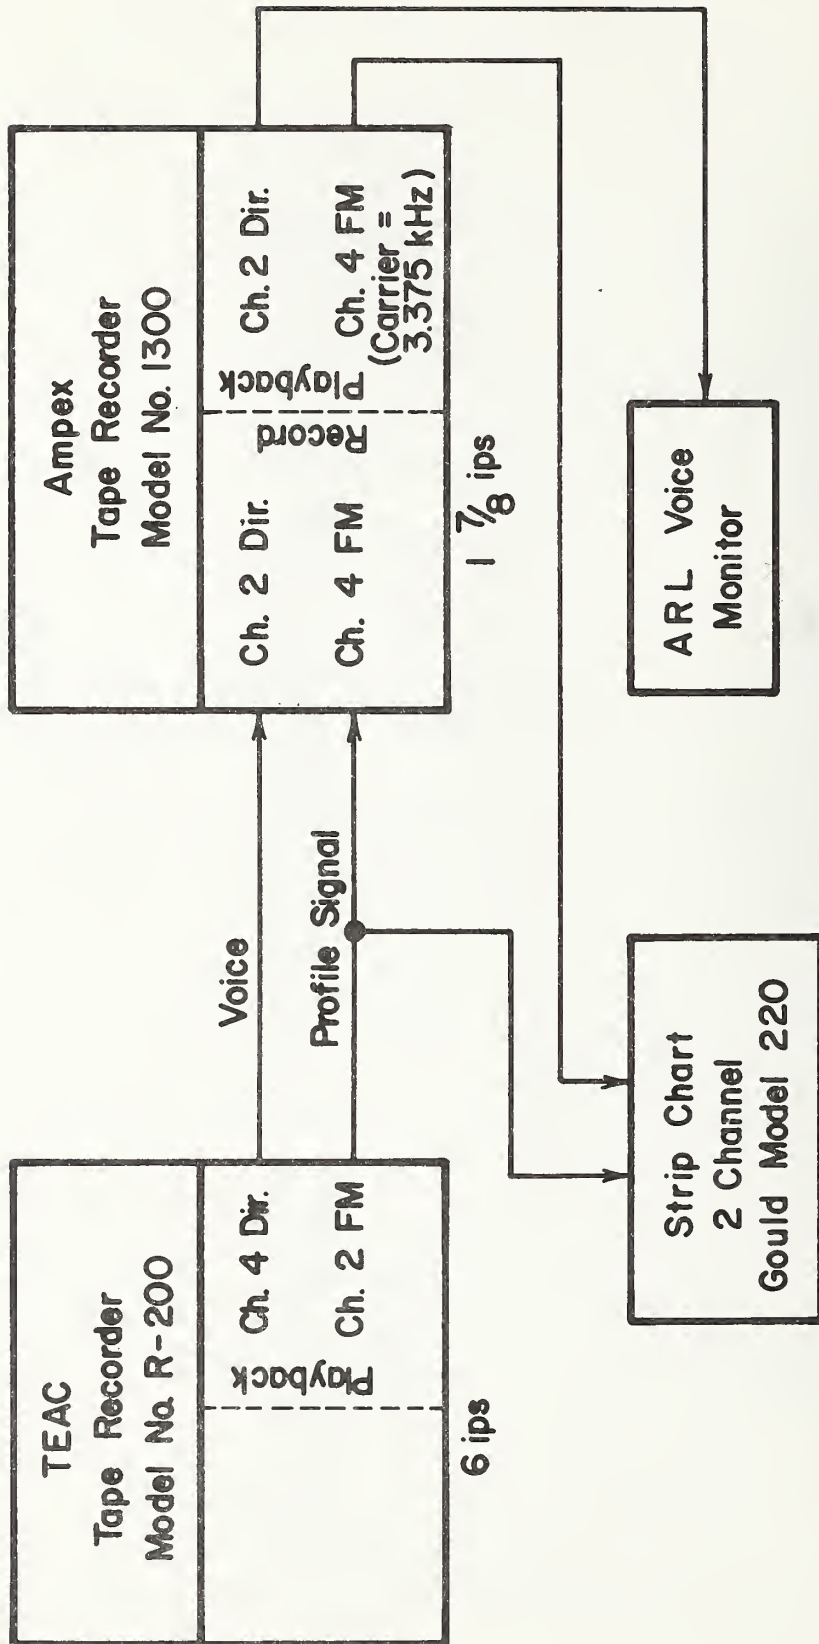 TEAC
Tape Recorder
Model No. R-200
Playback
Ch. 4 Dir.
Ch. 2 FM
6 ips
Voice
Profile Signal
Ampex
Tape Recorder
Model No. 1300
Ch. 2 Dir.
Ch. 4 FM
Record
Playback
Ch. 2 Dir.
Ch. 4 FM
(Carrier =
3.375 kHz)
1 7/8 ips
Strip Chart
2 Channel
Gould Model 220
ARL Voice
Monitor